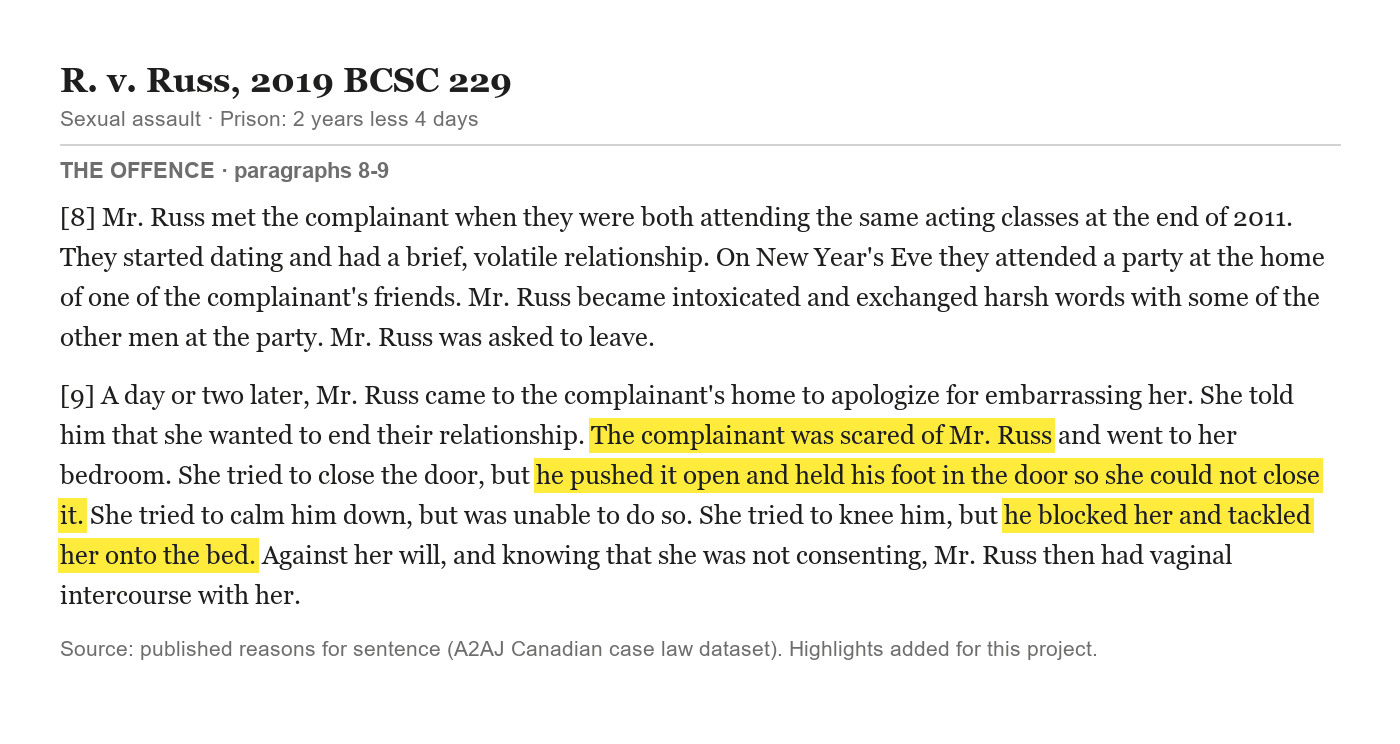 R. v. Russ, 2019 BCSC 229
Sexual assault · Prison: 2 years less 4 days
THE OFFENCE · paragraphs 8-9
[8] Mr. Russ met the complainant when they were both attending the same acting classes at the end of 2011.
They started dating and had a brief, volatile relationship. On New Year's Eve they attended a party at the home
of one of the complainant's friends. Mr. Russ became intoxicated and exchanged harsh words with some of the
other men at the party. Mr. Russ was asked to leave.
[9] A day or two later, Mr. Russ came to the complainant's home to apologize for embarrassing her. She told
him that she wanted to end their relationship. The complainant was scared of Mr. Russ and went to her
bedroom. She tried to close the door, but he pushed it open and held his foot in the door so she could not close
it. She tried to calm him down, but was unable to do so. She tried to knee him, but he blocked her and tackled
her onto the bed. Against her will, and knowing that she was not consenting, Mr. Russ then had vaginal
intercourse with her.
Source: published reasons for sentence (A2AJ Canadian case law dataset). Highlights added for this project.